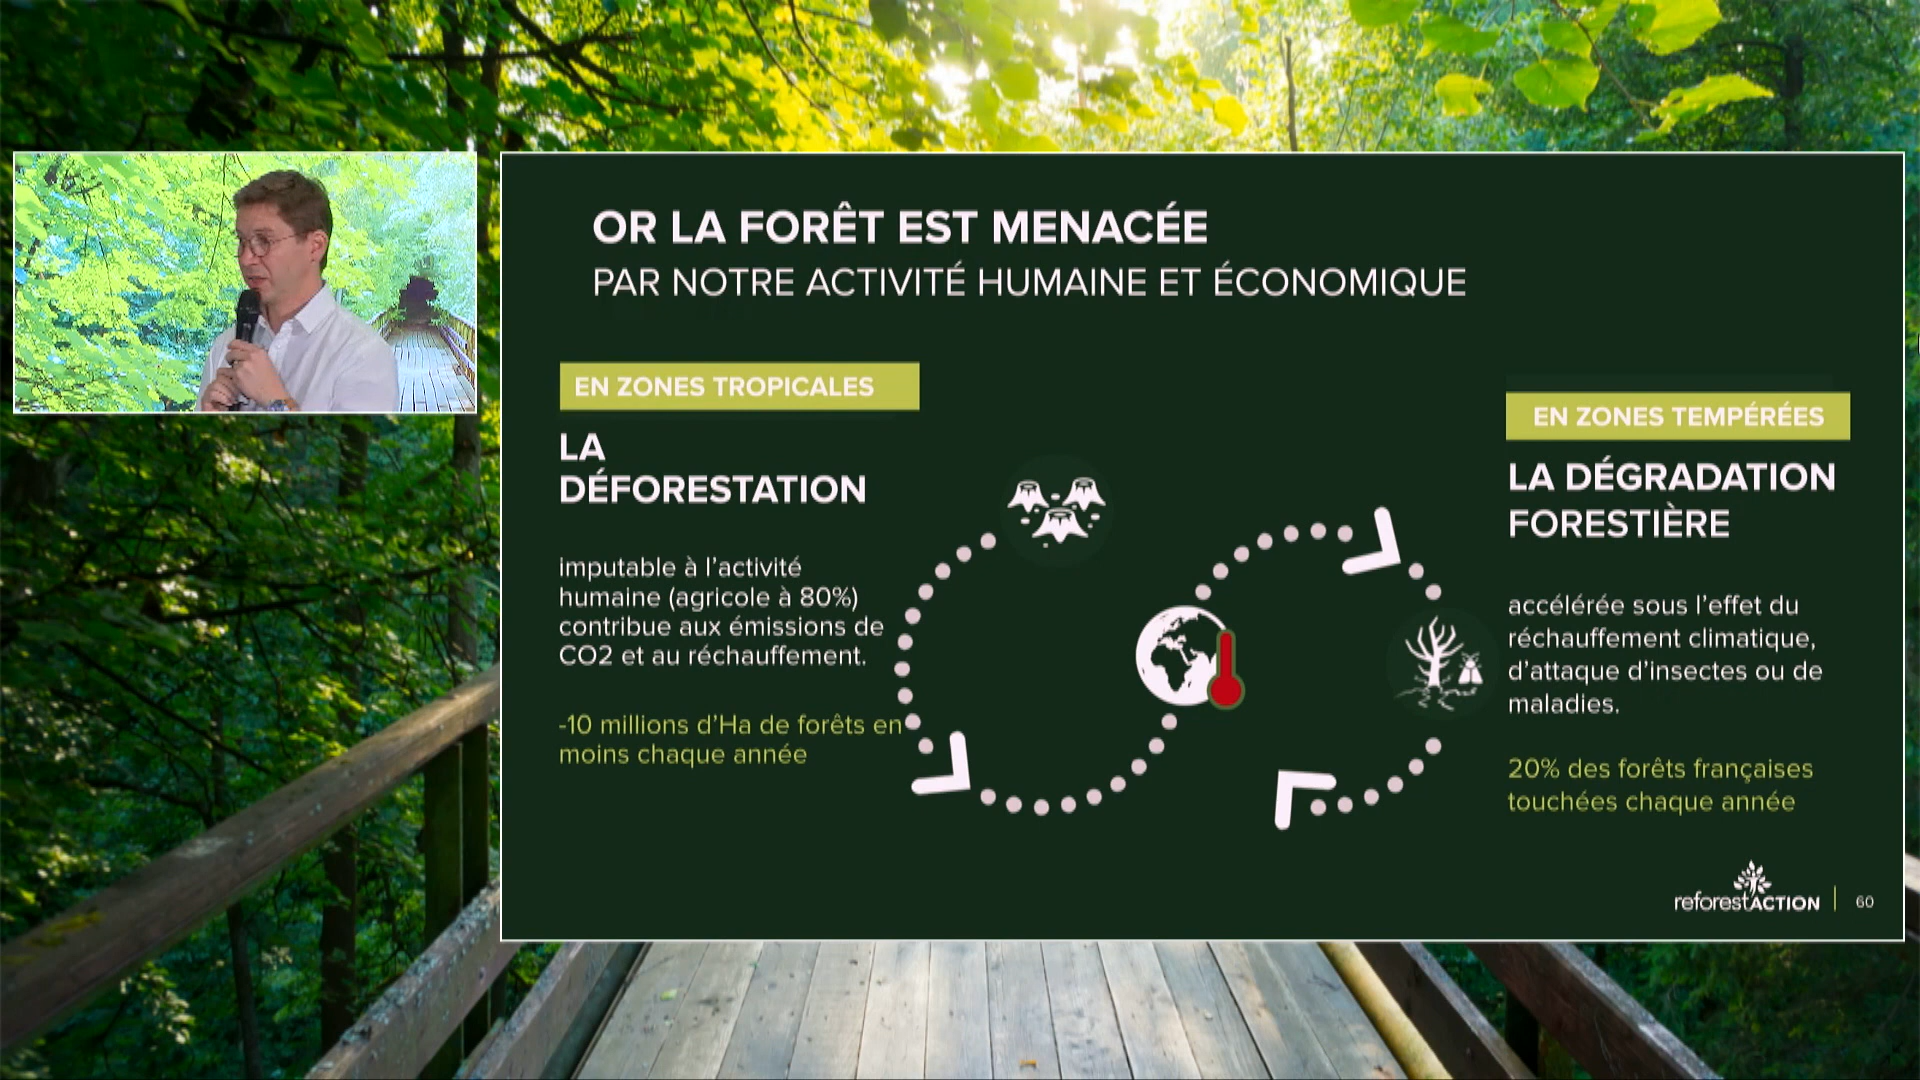 OR LA FORÊT EST MENACÉE
PAR NOTRE ACTIVITÉ HUMAINE ET ÉCONOMIQUE
EN ZONES TROPICALES
LA
DÉFORESTATION
imputable à l'activité
humaine (agricole à 80%)
contribue aux émissions de
CO2 et au réchauffement.
-10 millions d'Ha de forêts en
moins chaque année
EN ZONES TEMPÉRÉES
LA DÉGRADATION
FORESTIÈRE
accélérée sous l'effet du
réchauffement climatique,
d'attaque d'insectes ou de
maladies.
20% des forêts françaises
touchées chaque année
reforestACTION
60